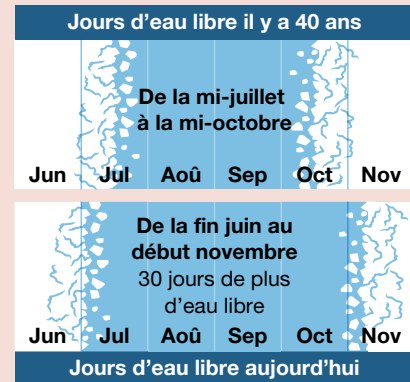 Jours d'eau libre il y a 40 ans
De la mi-juillet
à la mi-octobre
Jun Jul Aoû Sep Oct Nov
De la fin juin au
début novembre
30 jours de plus
d'eau libre
Jun Jul Aoû Sep Oct Nov
Jours d'eau libre aujourd'hui